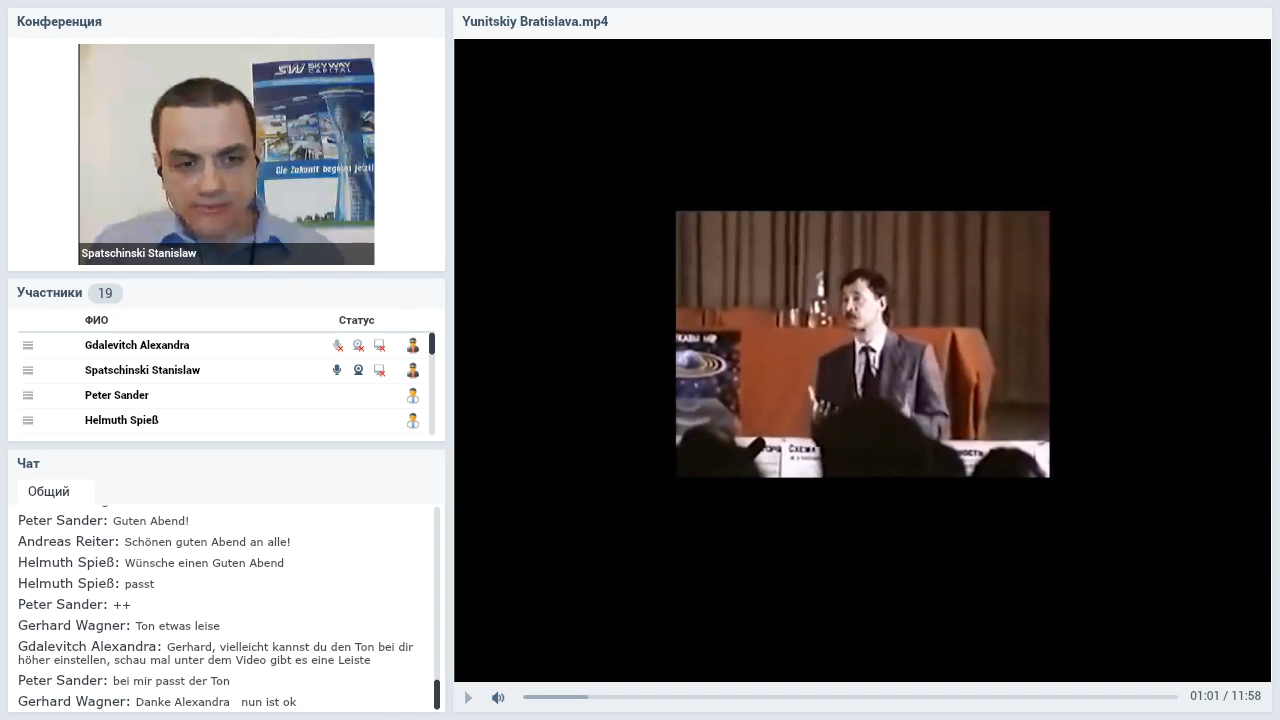 Конференция
SW SKYWAY
CAPITAL
Die Zukunft beginnt jetzt!
Spatschinski Stanislaw
Участники 19
ФИО Статус
Gdalevitch Alexandra
Spatschinski Stanislaw
Peter Sander
Helmuth Spieß
Чат
Общий
Peter Sander: Guten Abend!
Andreas Reiter: Schönen guten Abend an alle!
Helmuth Spieß: Wünsche einen Guten Abend
Helmuth Spieß: passt
Peter Sander: ++
Gerhard Wagner: Ton etwas leise
Gdalevitch Alexandra: Gerhard, vielleicht kannst du den Ton bei dir
höher einstellen, schau mal unter dem Video gibt es eine Leiste
Peter Sander: bei mir passt der Ton
Gerhard Wagner: Danke Alexandra nun ist ok
Yunitskiy Bratislava.mp4
СХЕМА
01:01 / 11:58